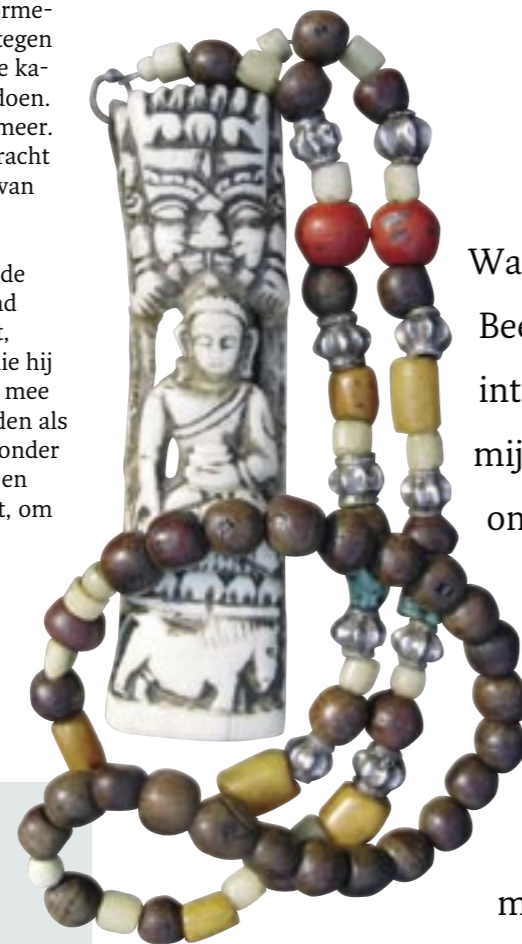 orme-
tegen
e ka-
doen.
meer.
racht
van
de
nd
t,
ie hij
mee
den als
onder
en
t, om
Wa
Bee
int
mij
on
m